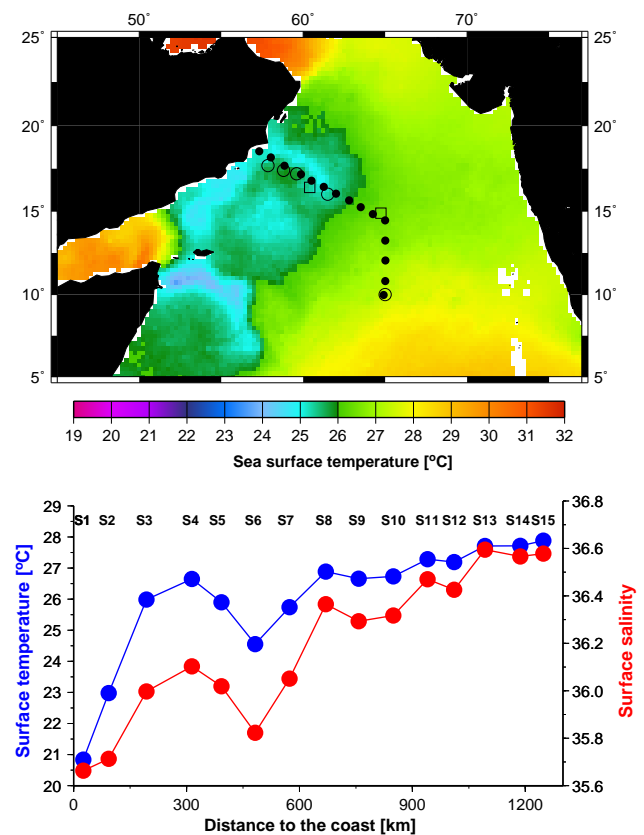 50° 60° 70°
25° 25°
20° 20°
15° 15°
10° 10°
5° 5°
19 20 21 22 23 24 25 26 27 28 29 30 31 32
Sea surface temperature [ºC]
29 36.8
S1 S2 S3 S4 S5 S6 S7 S8 S9 S10 S11 S12 S13 S14 S15
28
27 36.6
26 36.4
25
24 36.2
23 36.0
22
21 35.8
20 35.6
0 300 600 900 1200
Surface temperature [ºC]
Surface salinity
Distance to the coast [km]